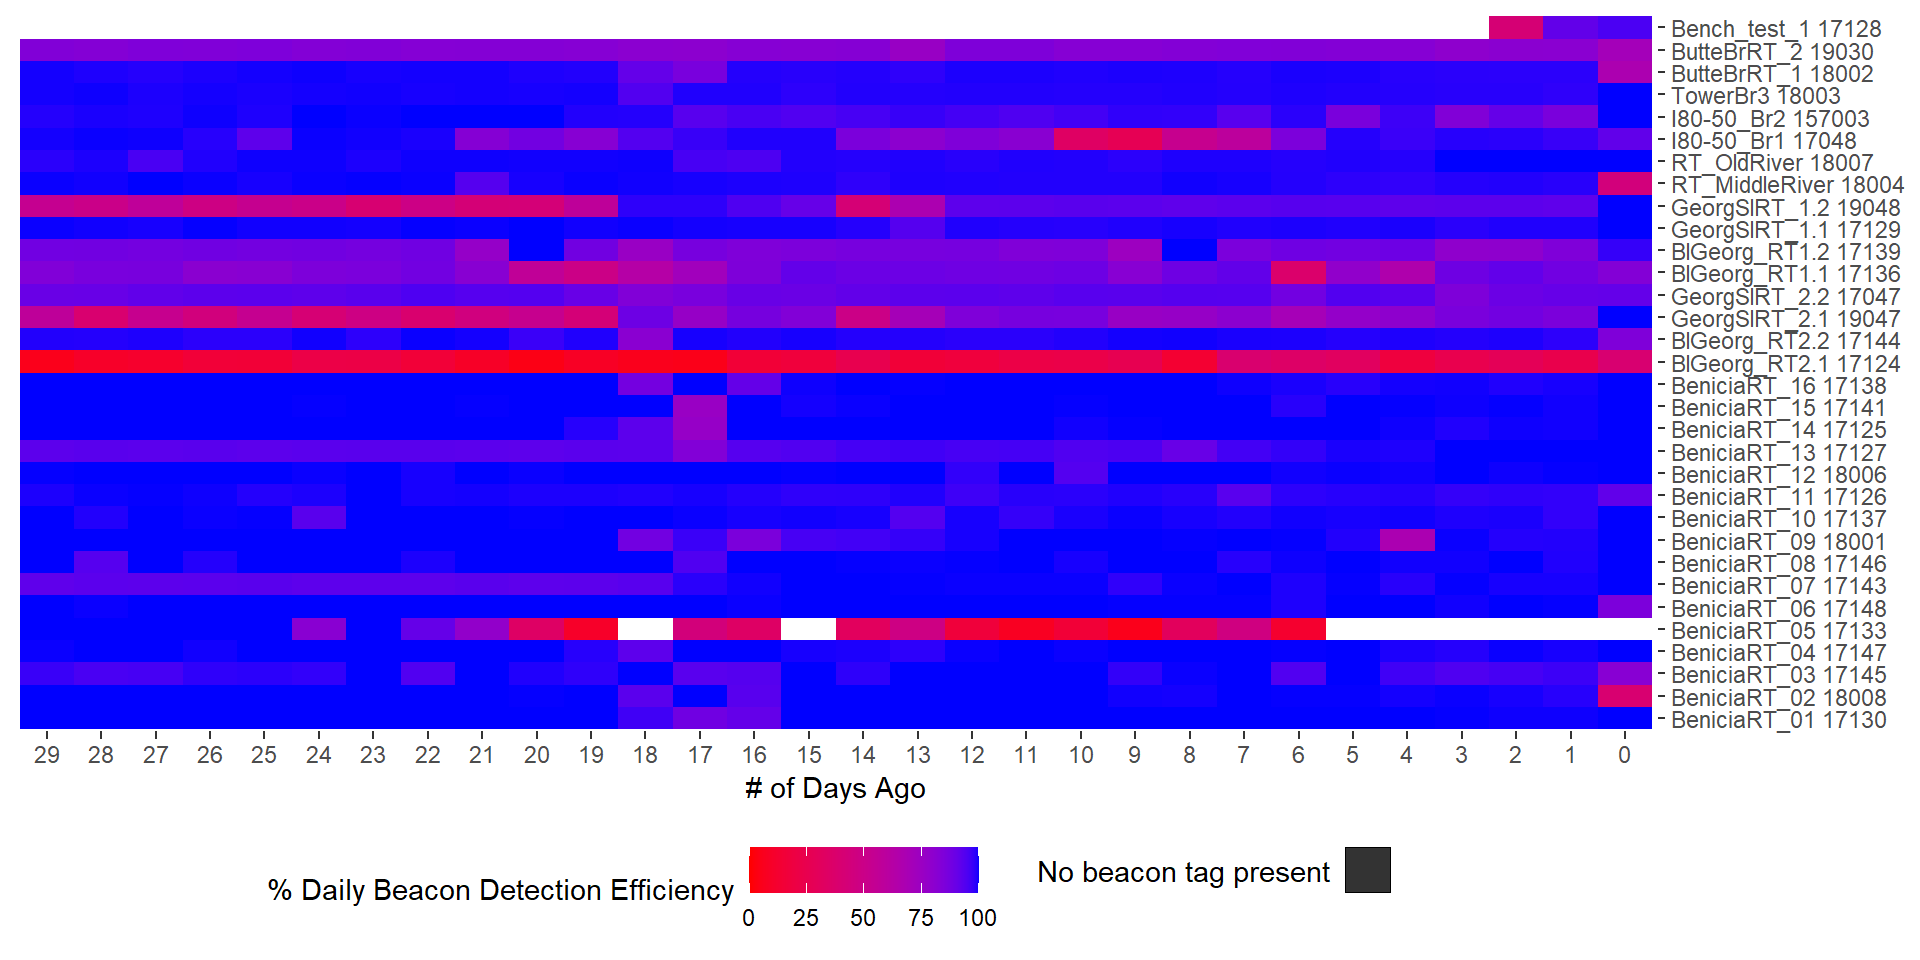 Bench_test_1 17128
ButteBrRT_2 19030
ButteBrRT_1 18002
TowerBr3 18003
I80-50_Br2 157003
I80-50_Br1 17048
RT_OldRiver 18007
RT_MiddleRiver 18004
GeorgSlRT_1.2 19048
GeorgSlRT_1.1 17129
BlGeorg_RT1.2 17139
BlGeorg_RT1.1 17136
GeorgSlRT_2.2 17047
GeorgSlRT_2.1 19047
BlGeorg_RT2.2 17144
BlGeorg_RT2.1 17124
BeniciaRT_16 17138
BeniciaRT_15 17141
BeniciaRT_14 17125
BeniciaRT_13 17127
BeniciaRT_12 18006
BeniciaRT_11 17126
BeniciaRT_10 17137
BeniciaRT_09 18001
BeniciaRT_08 17146
BeniciaRT_07 17143
BeniciaRT_06 17148
BeniciaRT_05 17133
BeniciaRT_04 17147
BeniciaRT_03 17145
BeniciaRT_02 18008
BeniciaRT_01 17130
29 28 27 26 25 24 23 22 21 20 19 18 17 16 15 14 13 12 11 10 9 8 7 6 5 4 3 2 1 0
# of Days Ago
% Daily Beacon Detection Efficiency
0 25 50 75 100
No beacon tag present